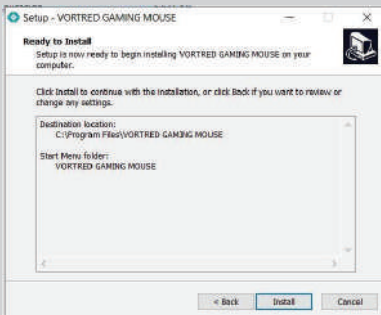 Setup - VORTRED GAMING MOUSE
Ready to Install
Setup is now ready to begin installing VORTRED GAMING MOUSE on your
computer.
Click Install to continue with the installation, or click Back if you want to review or
change any settings.
Destination location:
C:\Program Files\VORTRED GAMING MOUSE
Start Menu folder:
VORTRED GAMING MOUSE
< Back
Install
Cancel